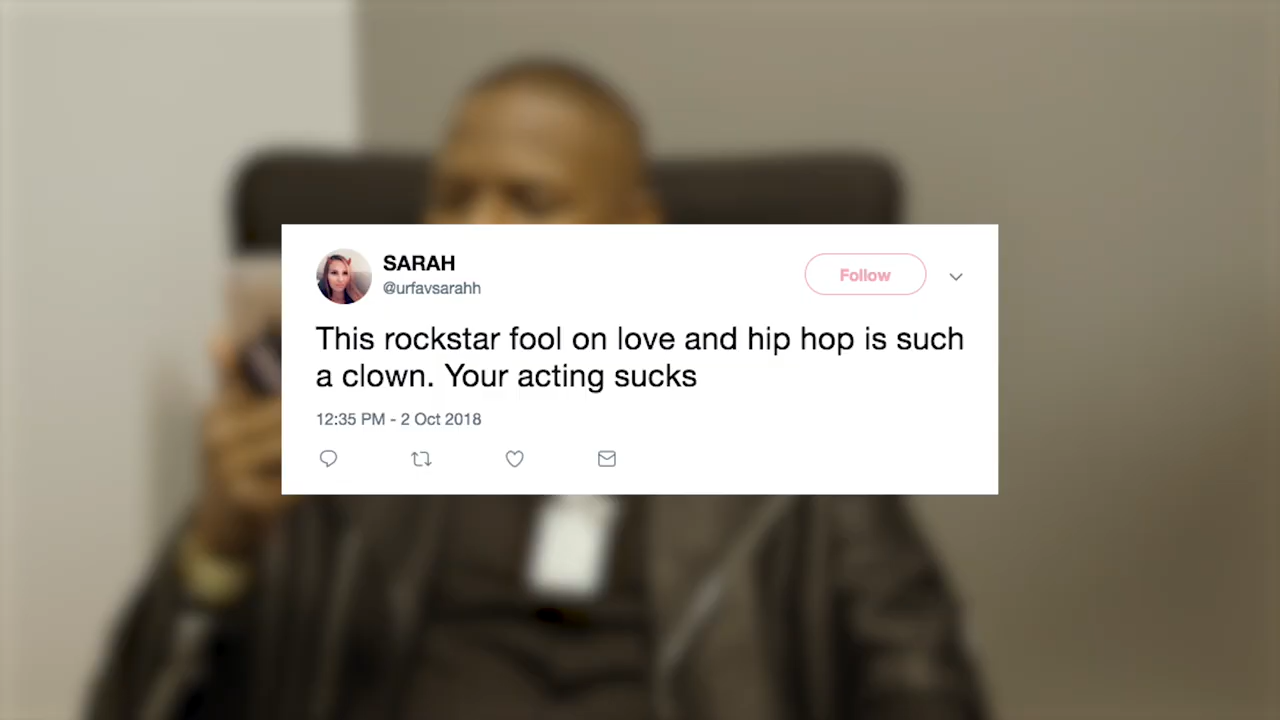 SARAH
@urfavsarahh
Follow
This rockstar fool on love and hip hop is such
a clown. Your acting sucks
12:35 PM - 2 Oct 2018